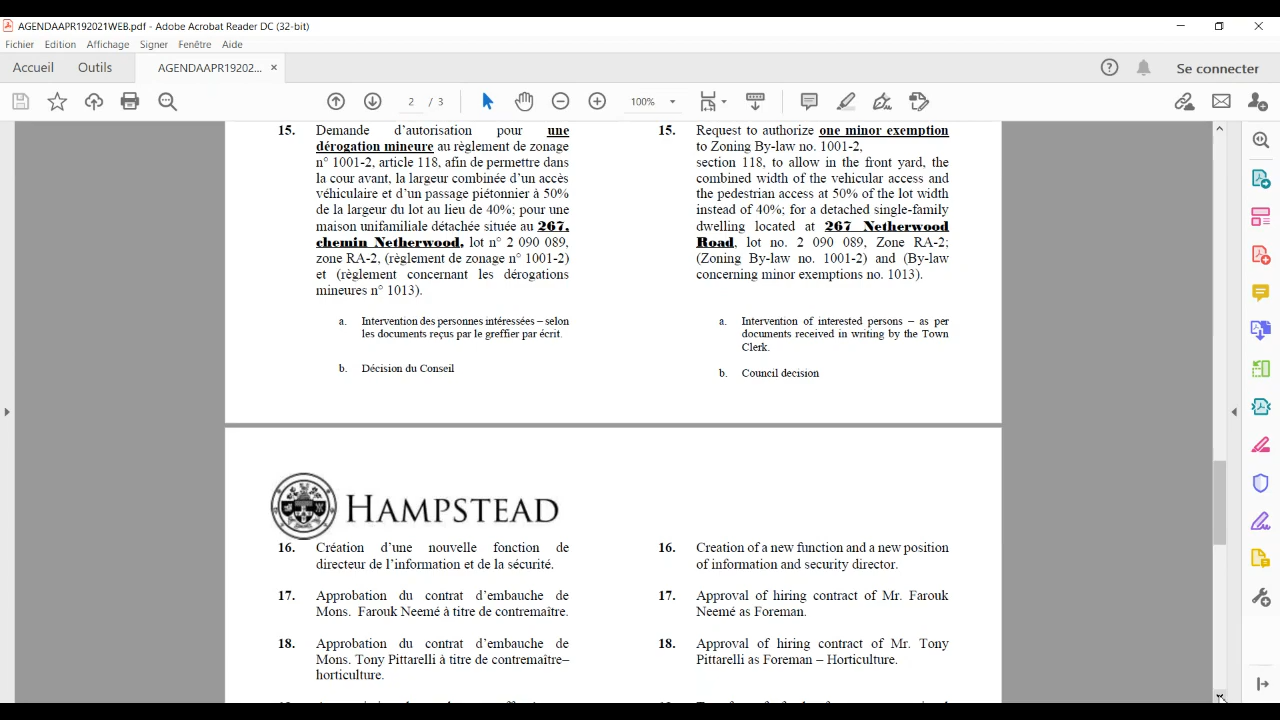 AGENDAAPR192021WEB.pdf - Adobe Acrobat Reader DC (32-bit)
Fichier Edition Affichage Signer Fenêtre Aide
Accueil Outils AGENDAAPR19202... × Se connecter
2 / 3 100%
15. Demande d'autorisation pour une
dérogation mineure au règlement de zonage
n° 1001-2, article 118, afin de permettre dans
la cour avant, la largeur combinée d'un accès
véhiculaire et d'un passage piétonnier à 50%
de la largeur du lot au lieu de 40%; pour une
maison unifamiliale détachée située au 267,
chemin Netherwood, lot n° 2 090 089,
zone RA-2, (règlement de zonage n° 1001-2)
et (règlement concernant les dérogations
mineures n° 1013).
a. Intervention des personnes intéressées – selon
les documents reçus par le greffier par écrit.
b. Décision du Conseil
15. Request to authorize one minor exemption
to Zoning By-law no. 1001-2,
section 118, to allow in the front yard, the
combined width of the vehicular access and
the pedestrian access at 50% of the lot width
instead of 40%; for a detached single-family
dwelling located at 267 Netherwood
Road, lot no. 2 090 089, Zone RA-2;
(Zoning By-law no. 1001-2) and (By-law
concerning minor exemptions no. 1013).
a. Intervention of interested persons – as per
documents received in writing by the Town
Clerk.
b. Council decision
HAMPSTEAD
16. Création d'une nouvelle fonction de
directeur de l'information et de la sécurité.
17. Approbation du contrat d'embauche de
Mons. Farouk Neemé à titre de contremaître.
18. Approbation du contrat d'embauche de
Mons. Tony Pittarelli à titre de contremaître–
horticulture.
16. Creation of a new function and a new position
of information and security director.
17. Approval of hiring contract of Mr. Farouk
Neemé as Foreman.
18. Approval of hiring contract of Mr. Tony
Pittarelli as Foreman – Horticulture.